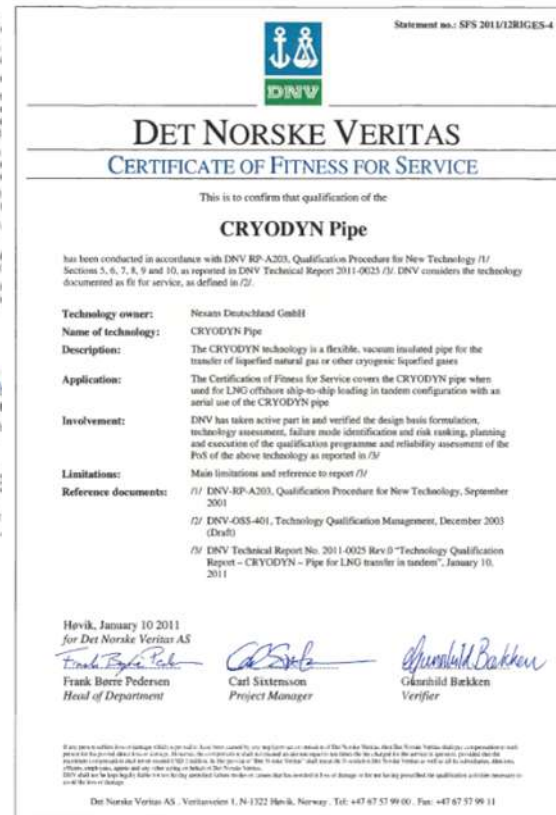 Statement no.: SFS 2011/12RIGES-4
DNV
DET NORSKE VERITAS
CERTIFICATE OF FITNESS FOR SERVICE
This is to confirm that qualification of the
CRYODYN Pipe
has been conducted in accordance with DNV RP-A203, Qualification Procedure for New Technology /1/
Sections 5, 6, 7, 8, 9 and 10, as reported in DNV Technical Report 2011-0025 /3/. DNV considers the technology
documented as fit for service, as defined in /2/.
Technology owner: Nexans Deutschland GmbH
Name of technology: CRYODYN Pipe
Description: The CRYODYN technology is a flexible, vacuum insulated pipe for the
transfer of liquefied natural gas or other cryogenic liquefied gases
Application: The Certification of Fitness for Service covers the CRYODYN pipe when
used for LNG offshore ship-to-ship loading in tandem configuration with an
aerial use of the CRYODYN pipe
Involvement: DNV has taken active part in and verified the design basis formulation,
technology assessment, failure mode identification and risk ranking, planning
and execution of the qualification programme and reliability assessment of the
PoS of the above technology as reported in /3/
Limitations: Main limitations and reference to report /3/
Reference documents: /1/ DNV-RP-A203, Qualification Procedure for New Technology, September
2001
/2/ DNV-OSS-401, Technology Qualification Management, December 2003
(Draft)
/3/ DNV Technical Report No. 2011-0025 Rev.0 "Technology Qualification
Report – CRYODYN – Pipe for LNG transfer in tandem", January 10,
2011
Høvik, January 10 2011
for Det Norske Veritas AS
Frank Børre Pedersen Carl Sixtensson Gunnhild Bækken
Head of Department Project Manager Verifier
Det Norske Veritas AS . Veritasveien 1, N-1322 Høvik, Norway . Tel: +47 67 57 99 00 . Fax: +47 67 57 99 11